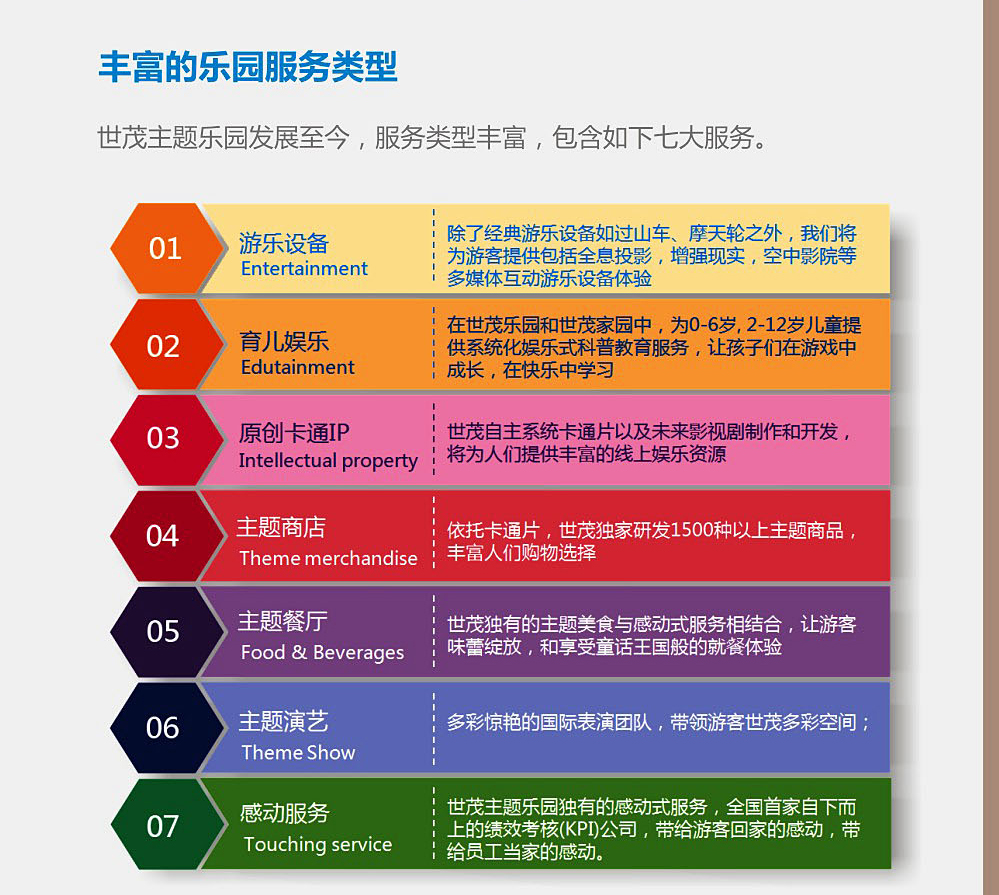 丰富的乐园服务类型
世茂主题乐园发展至今，服务类型丰富，包含如下七大服务。
01
游乐设备
Entertainment
除了经典游乐设备如过山车、摩天轮之外，我们将
为游客提供包括全息投影，增强现实，空中影院等
多媒体互动游乐设备体验
02
育儿娱乐
Edutainment
在世茂乐园和世茂家园中，为0-6岁, 2-12岁儿童提
供系统化娱乐式科普教育服务，让孩子们在游戏中
成长，在快乐中学习
03
原创卡通IP
Intellectual property
世茂自主系统卡通片以及未来影视剧制作和开发，
将为人们提供丰富的线上娱乐资源
04
主题商店
Theme merchandise
依托卡通片，世茂独家研发1500种以上主题商品，
丰富人们购物选择
05
主题餐厅
Food & Beverages
世茂独有的主题美食与感动式服务相结合，让游客
味蕾绽放，和享受童话王国般的就餐体验
06
主题演艺
Theme Show
多彩惊艳的国际表演团队，带领游客世茂多彩空间；
07
感动服务
Touching service
世茂主题乐园独有的感动式服务，全国首家自下而
上的绩效考核(KPI)公司，带给游客回家的感动，带
给员工当家的感动。